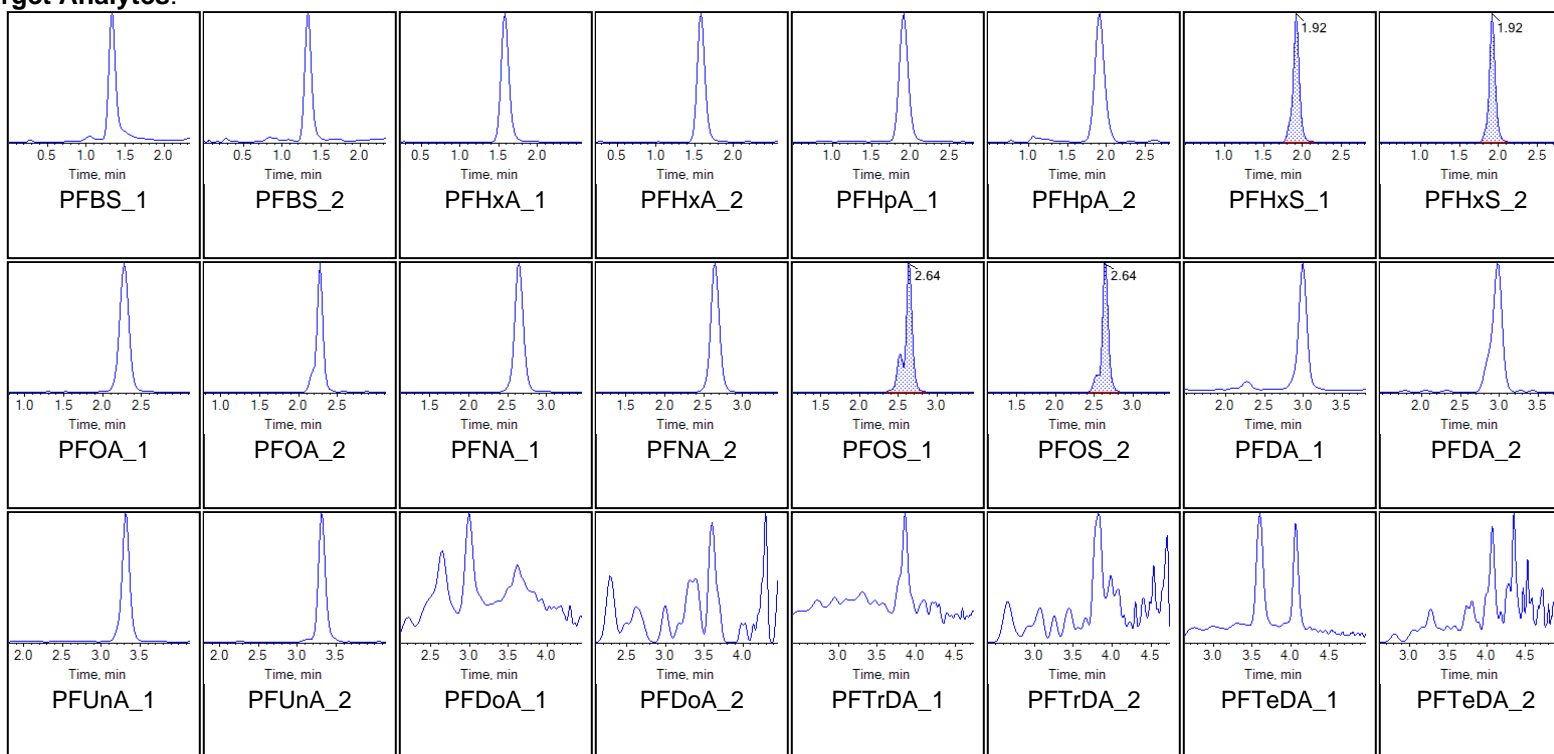 rget Analytes:
1.92
1.92
0.5 1.0 1.5 2.0
0.5 1.0 1.5 2.0
0.5 1.0 1.5 2.0
0.5 1.0 1.5 2.0
1.0 1.5 2.0 2.5
1.0 1.5 2.0 2.5
1.0 1.5 2.0 2.5
1.0 1.5 2.0 2.5
Time, min
Time, min
Time, min
Time, min
Time, min
Time, min
Time, min
Time, min
PFBS_1
PFBS_2
PFHxA_1
PFHxA_2
PFHpA_1
PFHpA_2
PFHxS_1
PFHxS_2
2.64
2.64
1.0 1.5 2.0 2.5
1.0 1.5 2.0 2.5
1.5 2.0 2.5 3.0
1.5 2.0 2.5 3.0
1.5 2.0 2.5 3.0
1.5 2.0 2.5 3.0
2.0 2.5 3.0 3.5
2.0 2.5 3.0 3.5
Time, min
Time, min
Time, min
Time, min
Time, min
Time, min
Time, min
Time, min
PFOA_1
PFOA_2
PFNA_1
PFNA_2
PFOS_1
PFOS_2
PFDA_1
PFDA_2
2.0 2.5 3.0 3.5
2.0 2.5 3.0 3.5
2.5 3.0 3.5 4.0
2.5 3.0 3.5 4.0
3.0 3.5 4.0 4.5
3.0 3.5 4.0 4.5
3.0 3.5 4.0 4.5
3.0 3.5 4.0 4.5
Time, min
Time, min
Time, min
Time, min
Time, min
Time, min
Time, min
Time, min
PFUnA_1
PFUnA_2
PFDoA_1
PFDoA_2
PFTrDA_1
PFTrDA_2
PFTeDA_1
PFTeDA_2